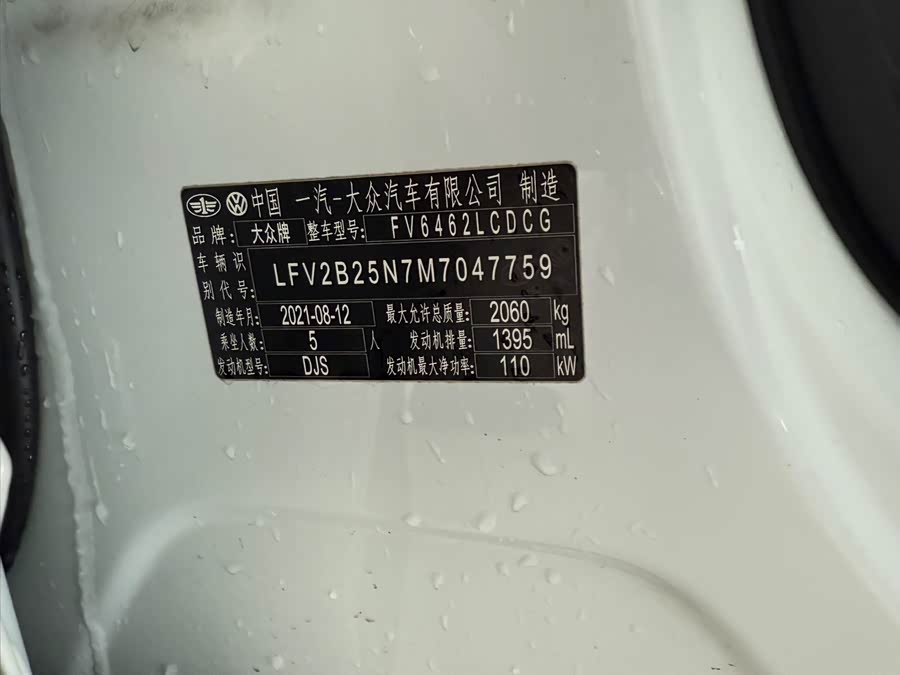 中国 一汽-大众汽车有限公司 制造
品牌: 大众牌 整车型号: FV6462LCDCG
车辆识别代号: LFV2B25N7M7047759
制造年月: 2021-08-12 最大允许总质量: 2060 kg
乘坐人数: 5 人 发动机排量: 1395 mL
发动机型号: DJS 发动机最大净功率: 110 kW